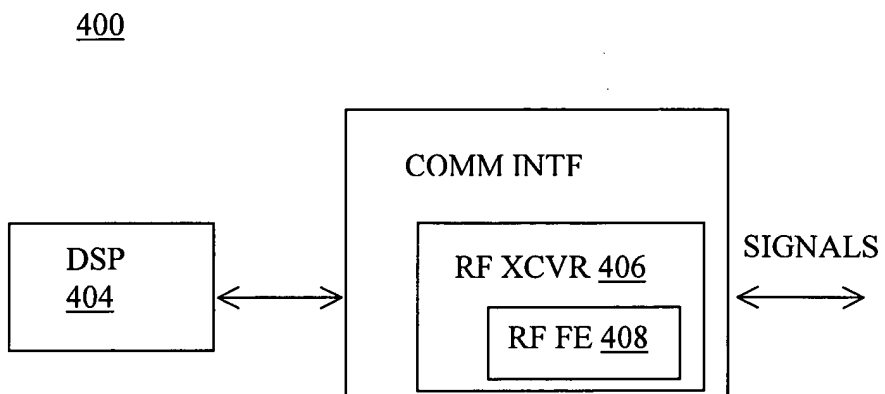 400
COMM INTF
DSP
404
RF XCVR 406
RF FE 408
SIGNALS